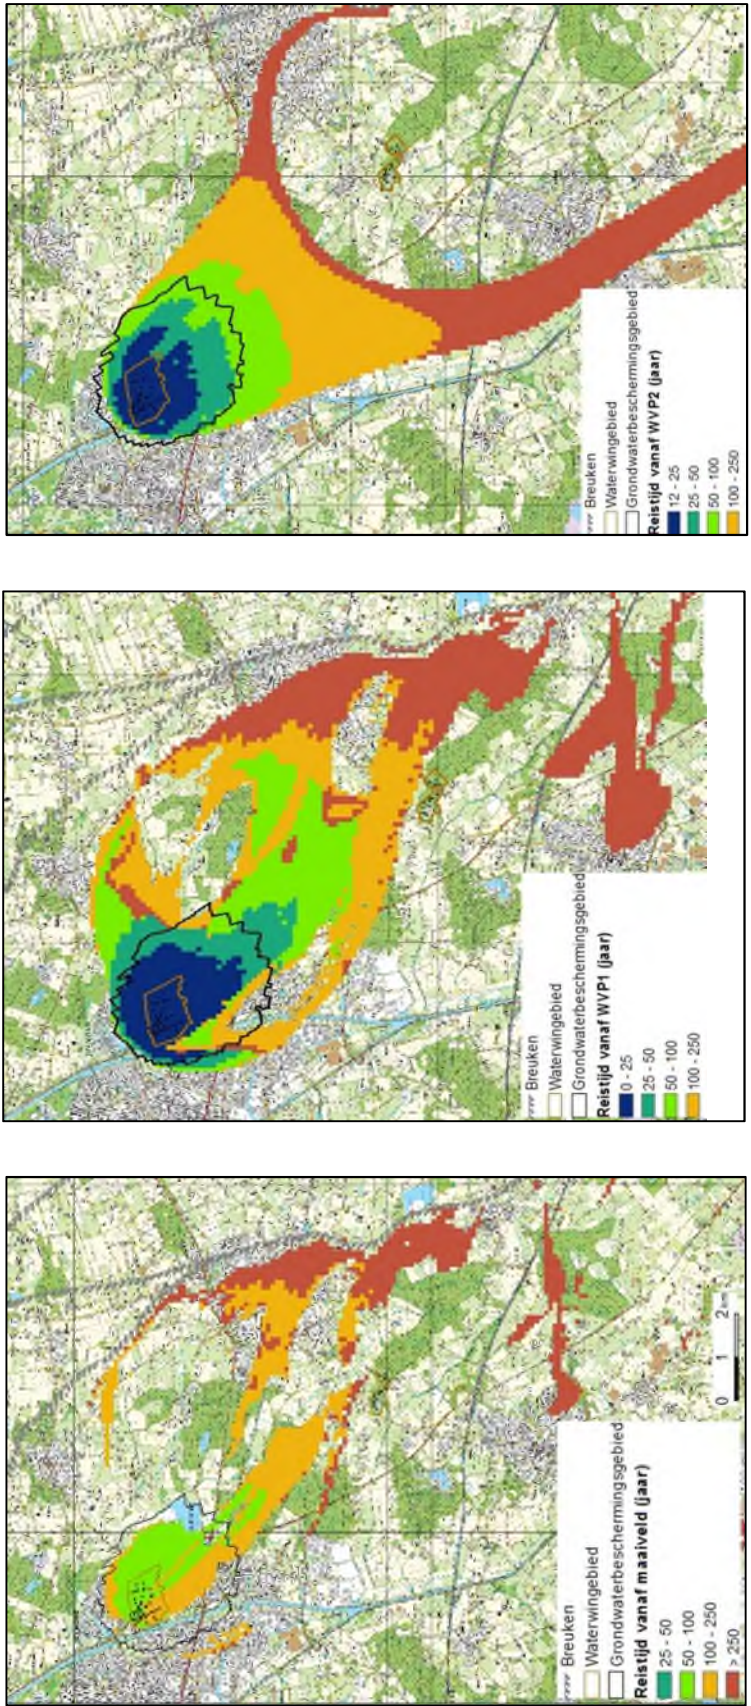 Breuken
Waterwingebied
Grondwaterbeschermingsgebied
Reistijd vanaf WVP2 (jaar)
12 - 25
25 - 50
50 - 100
100 - 250
Breuken
Waterwingebied
Grondwaterbeschermingsgebied
Reistijd vanaf WVP1 (jaar)
0 - 25
25 - 50
50 - 100
100 - 250
Breuken
Waterwingebied
Grondwaterbeschermingsgebied
Reistijd vanaf maaiveld (jaar)
25 - 50
50 - 100
100 - 250
> 250
0 1 2 km